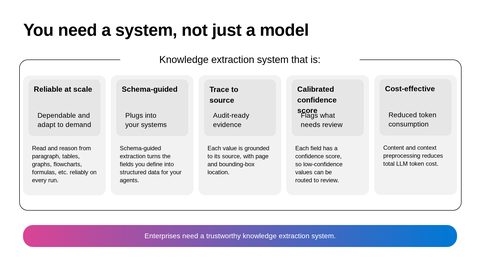 You need a system, not just a model
Knowledge extraction system that is:
Reliable at scale
Dependable and
adapt to demand
Read and reason from
paragraph, tables,
graphs, flowcharts,
formulas, etc. reliably on
every run.
Schema-guided
Plugs into
your systems
Schema-guided
extraction turns the
fields you define into
structured data for your
agents.
Trace to
source
Audit-ready
evidence
Each value is grounded
to its source, with page
and bounding-box
location.
Calibrated
confidence
score
Flags what
needs review
Each field has a
confidence score,
so low-confidence
values can be
routed to review.
Cost-effective
Reduced token
consumption
Content and context
preprocessing reduces
total LLM token cost.
Enterprises need a trustworthy knowledge extraction system.